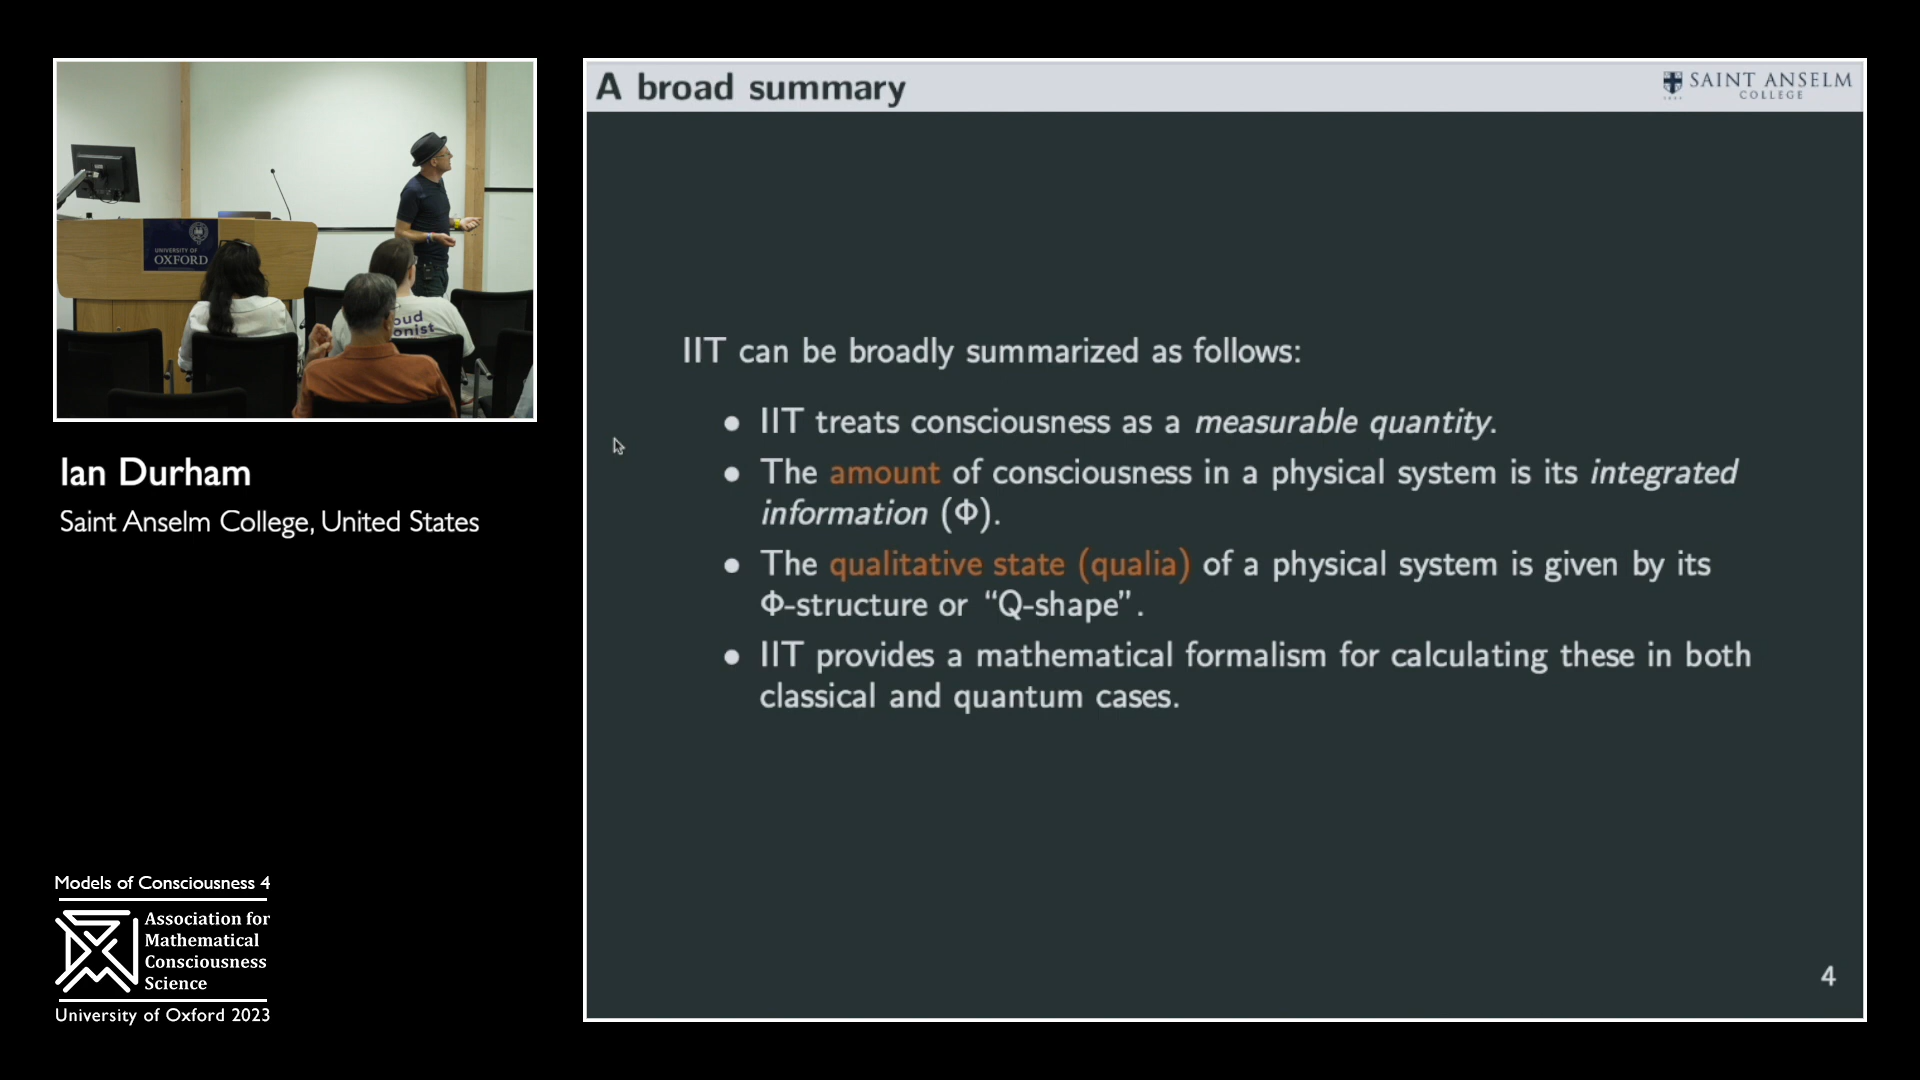 A broad summary
SAINT ANSELM
COLLEGE
UNIVERSITY OF
OXFORD
IIT can be broadly summarized as follows:
• IIT treats consciousness as a measurable quantity.
• The amount of consciousness in a physical system is its integrated
information (Φ).
• The qualitative state (qualia) of a physical system is given by its
Φ-structure or “Q-shape”.
• IIT provides a mathematical formalism for calculating these in both
classical and quantum cases.
4
Ian Durham
Saint Anselm College, United States
Models of Consciousness 4
Association for
Mathematical
Consciousness
Science
University of Oxford 2023